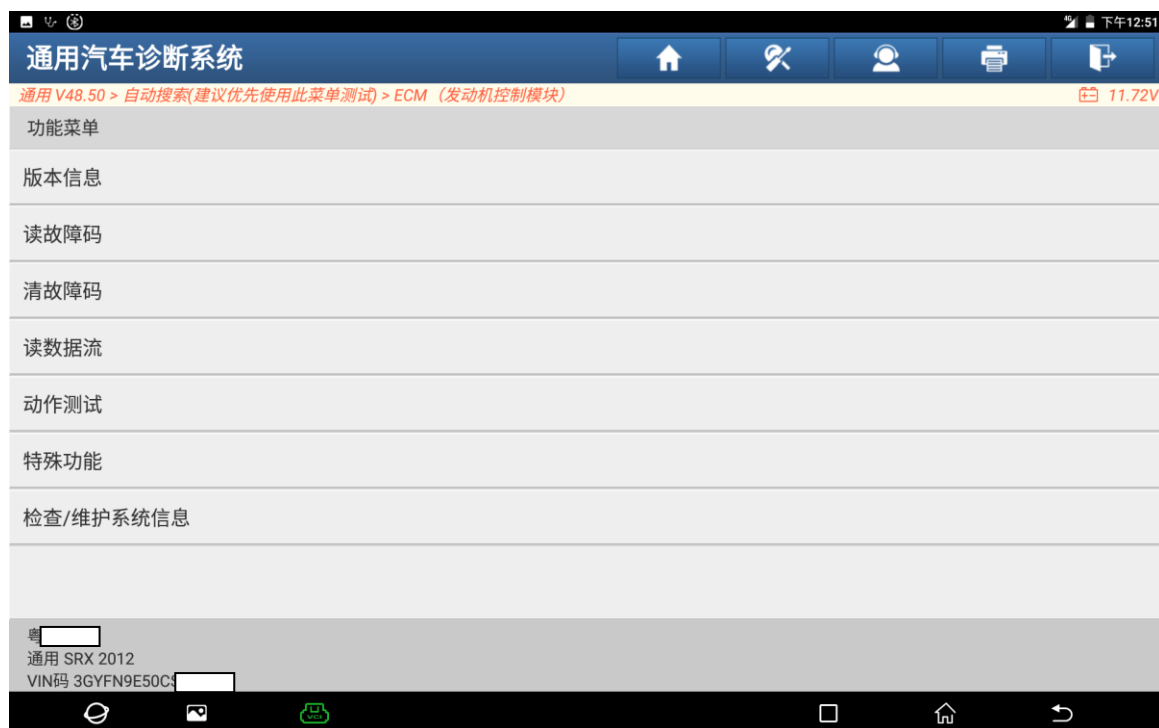 4G 下午12:51
通用汽车诊断系统
通用 V48.50 > 自动搜索(建议优先使用此菜单测试) > ECM（发动机控制模块） 11.72V
功能菜单
版本信息
读故障码
清故障码
读数据流
动作测试
特殊功能
检查/维护系统信息
粤
通用 SRX 2012
VIN码 3GYFN9E50CS
VCI